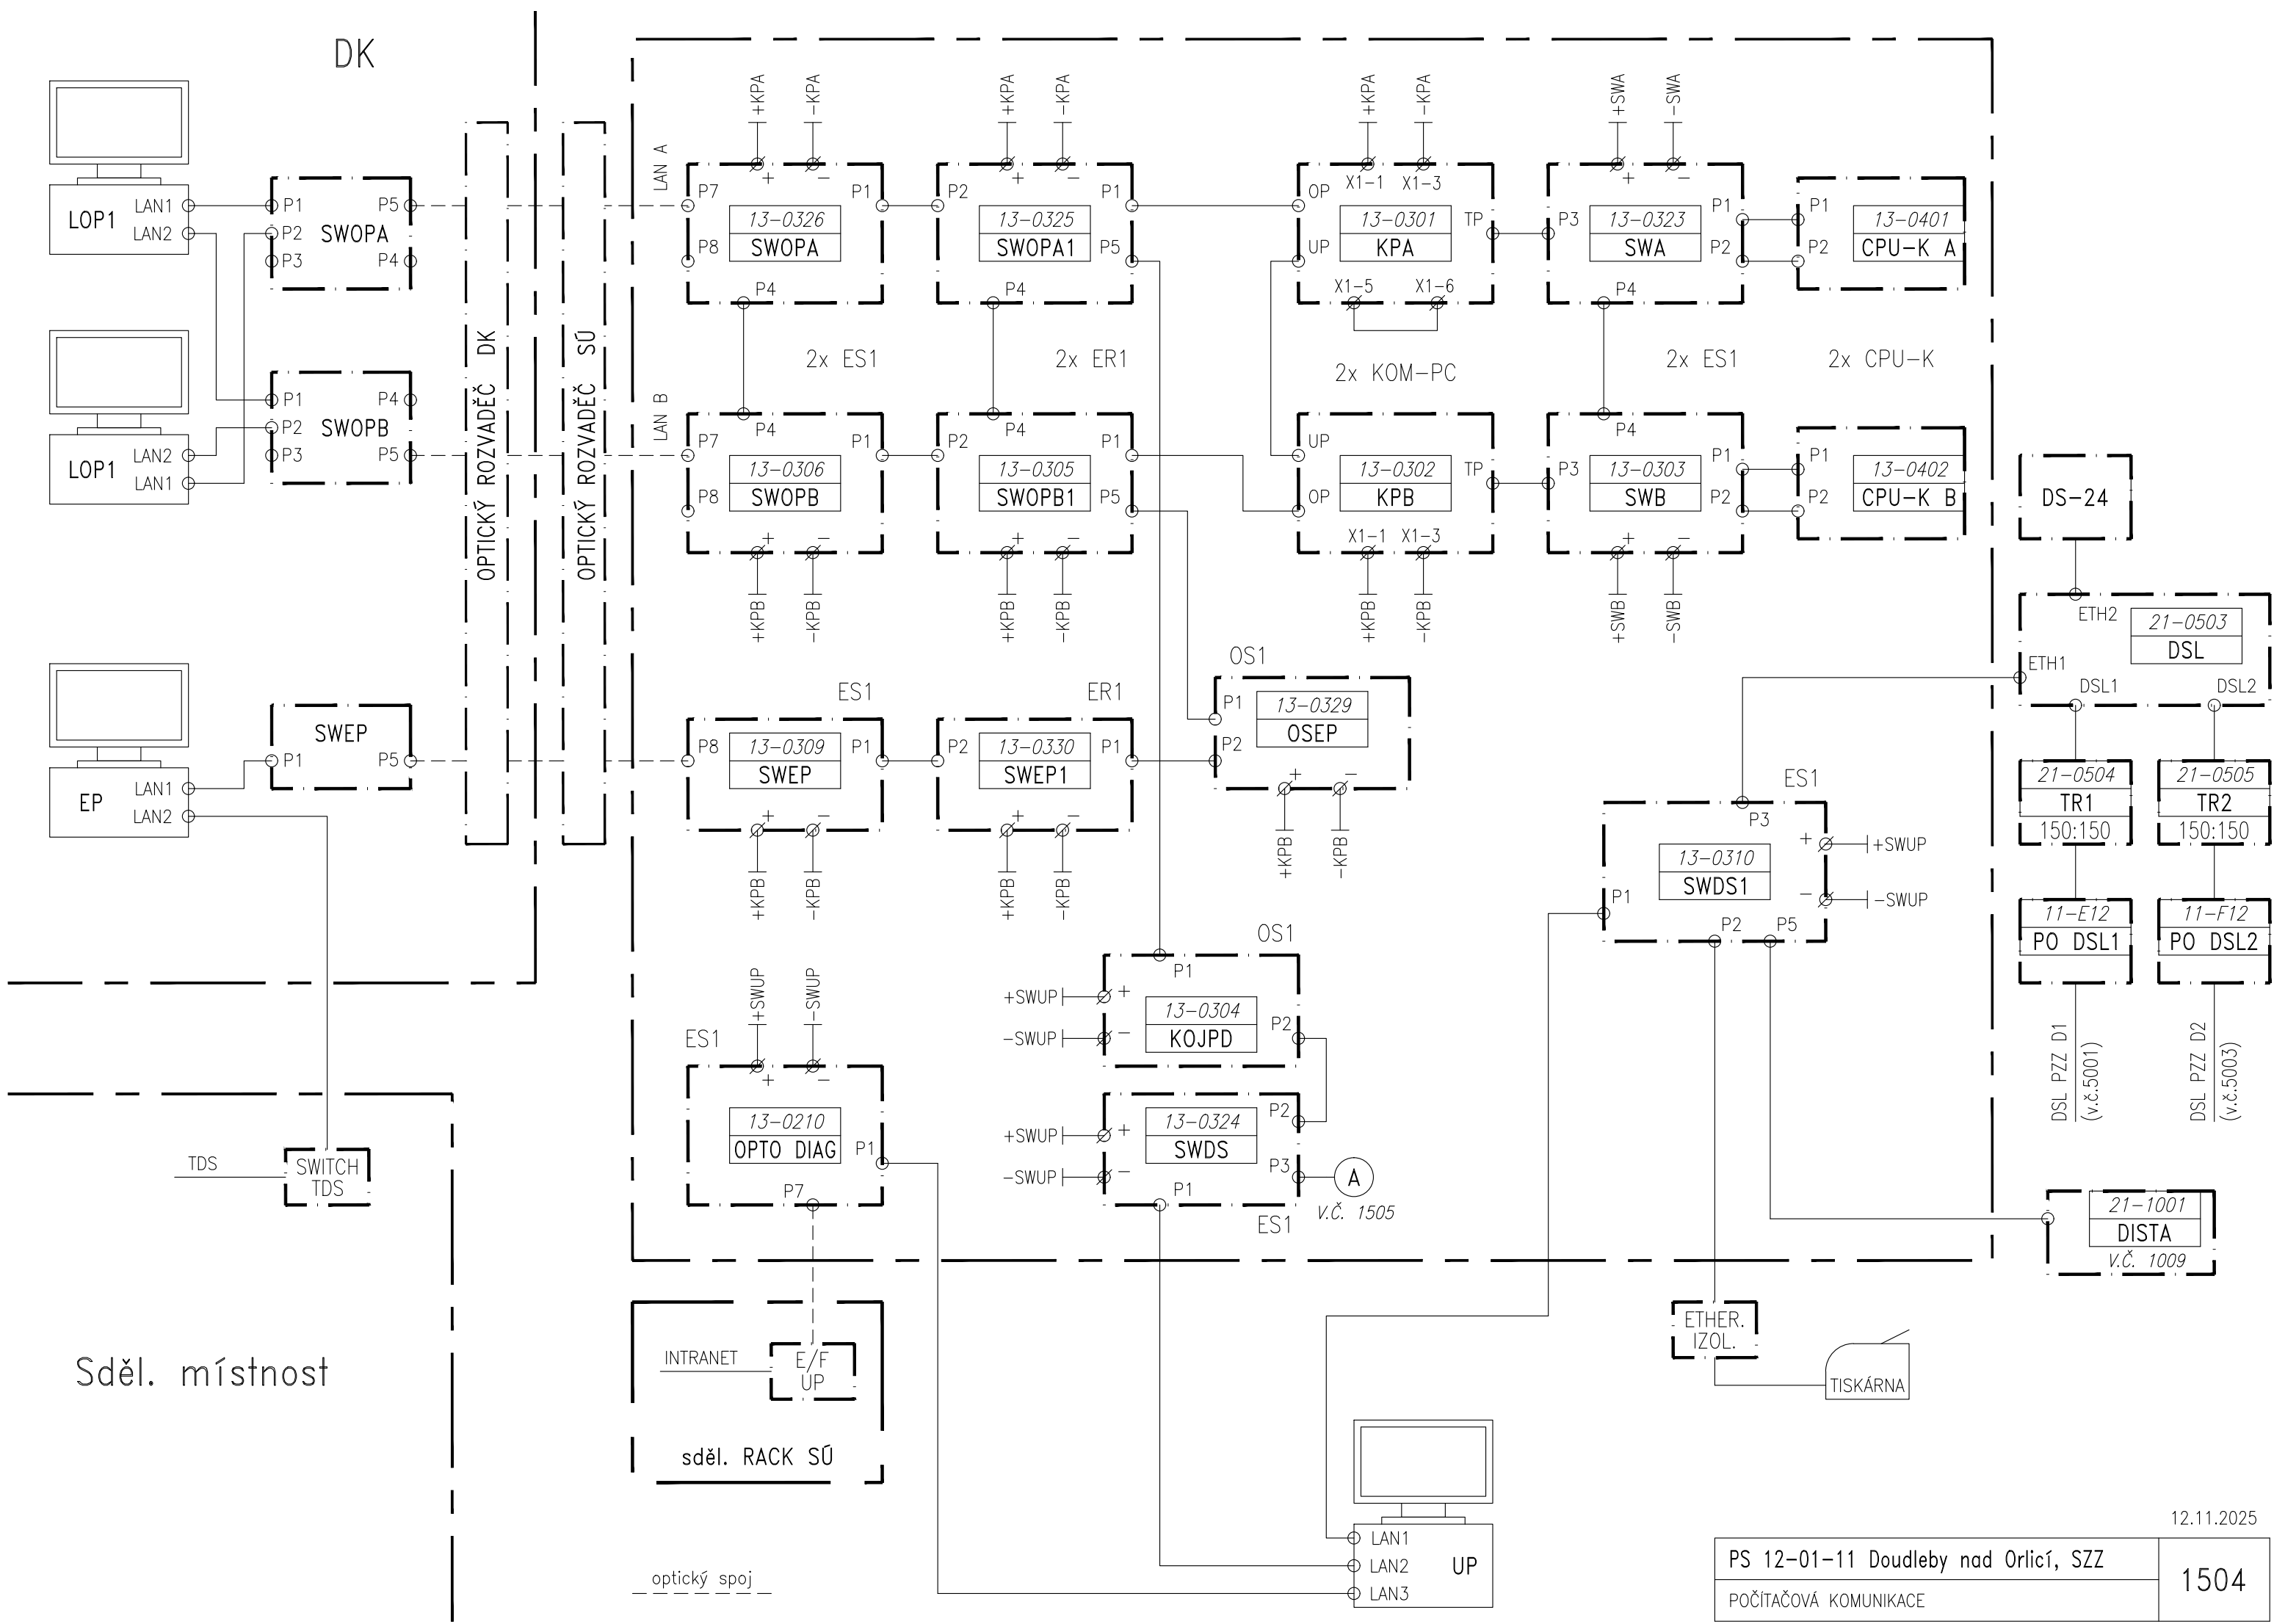 DK
LOP1
LAN1
LAN2
P1
P2
P3
SWOPA
P5
P4
LOP1
LAN2
LAN1
P1
P2
P3
SWOPB
P4
P5
EP
LAN1
LAN2
SWEP
P1
P5
OPTICKÝ ROZVADĚČ DK
OPTICKÝ ROZVADĚČ SÚ
LAN A
LAN B
+KPA
-KPA
+
-
P7
P8
P1
P4
13-0326
SWOPA
+KPA
-KPA
+
-
P2
P1
P5
P4
13-0325
SWOPA1
+KPA
-KPA
X1-1
X1-3
OP
UP
TP
13-0301
KPA
X1-5
X1-6
+SWA
-SWA
+
-
P3
P1
P2
P4
13-0323
SWA
P1
P2
13-0401
CPU-K A
2x ES1
2x ER1
2x KOM-PC
2x ES1
2x CPU-K
P7
P8
P4
P1
13-0306
SWOPB
+
-
+KPB
-KPB
P2
P4
P1
P5
13-0305
SWOPB1
+
-
+KPB
-KPB
UP
OP
TP
13-0302
KPB
X1-1
X1-3
+KPB
-KPB
P3
P4
P1
P2
13-0303
SWB
+
-
+SWB
-SWB
P1
P2
13-0402
CPU-K B
DS-24
ETH2
ETH1
21-0503
DSL
DSL1
DSL2
21-0504
TR1
150:150
21-0505
TR2
150:150
11-E12
PO DSL1
11-F12
PO DSL2
DSL PZZ D1
(v.č.5001)
DSL PZZ D2
(v.č.5003)
ES1
P8
P1
13-0309
SWEP
+
-
+KPB
-KPB
ER1
P2
P1
13-0330
SWEP1
+
-
+KPB
-KPB
OS1
P1
P2
13-0329
OSEP
+
-
+KPB
-KPB
ES1
P3
P1
13-0310
SWDS1
+
-
+SWUP
-SWUP
P2
P5
OS1
P1
+SWUP
-SWUP
+
-
13-0304
KOJPD
P2
+SWUP
-SWUP
+
-
13-0324
SWDS
P2
P3
P1
A
V.Č. 1505
ES1
ES1
+SWUP
-SWUP
+
-
13-0210
OPTO DIAG
P1
P7
TDS
SWITCH
TDS
21-1001
DISTA
V.Č. 1009
ETHER.
IZOL.
TISKÁRNA
INTRANET
E/F
UP
sděl. RACK SÚ
Sděl. místnost
LAN1
LAN2
LAN3
UP
optický spoj
12.11.2025
PS 12-01-11 Doudleby nad Orlicí, SZZ
POČÍTAČOVÁ KOMUNIKACE
1504